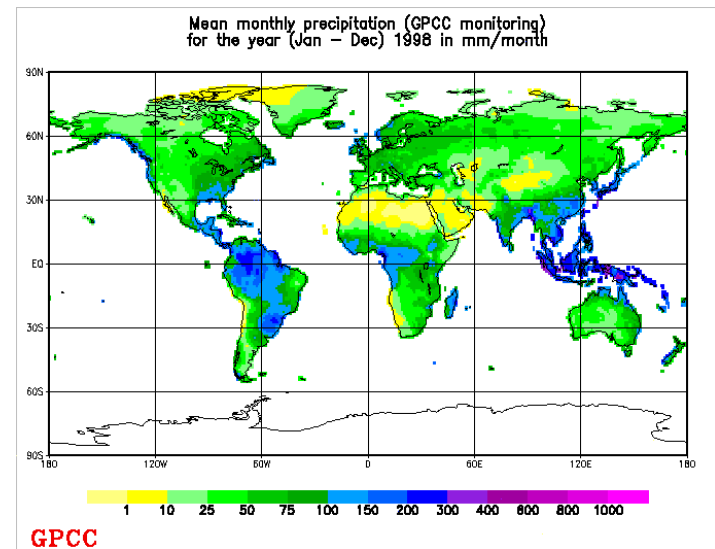 Mean monthly precipitation (GPCC monitoring)
for the year (Jan - Dec) 1998 in mm/month
90N
60N
30N
EQ
30S
60S
90S
180 120W 60W 0 60E 120E 180
1 10 25 50 75 100 150 200 300 400 600 800 1000
GPCC